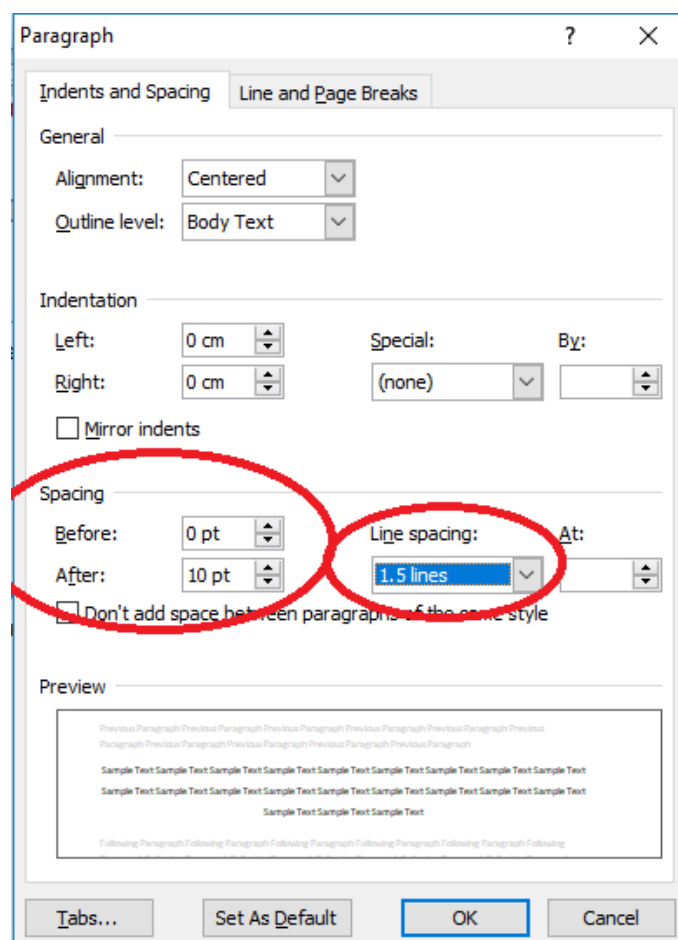 Paragraph ?
Indents and Spacing Line and Page Breaks
General
Alignment: Centered
Outline level: Body Text
Indentation
Left: 0 cm Special: By:
Right: 0 cm (none)
Mirror indents
Spacing
Before: 0 pt Line spacing: At:
After: 10 pt 1.5 lines
Don't add space between paragraphs of the same style
Preview
Previous Paragraph Previous Paragraph Previous Paragraph Previous Paragraph Previous Paragraph Previous
Paragraph Previous Paragraph Previous Paragraph Previous Paragraph Previous Paragraph
Sample Text Sample Text Sample Text Sample Text Sample Text Sample Text Sample Text Sample Text Sample Text
Sample Text Sample Text Sample Text Sample Text Sample Text Sample Text Sample Text Sample Text Sample Text
Sample Text Sample Text Sample Text
Following Paragraph Following Paragraph Following Paragraph Following Paragraph Following Paragraph Following
Tabs... Set As Default OK Cancel